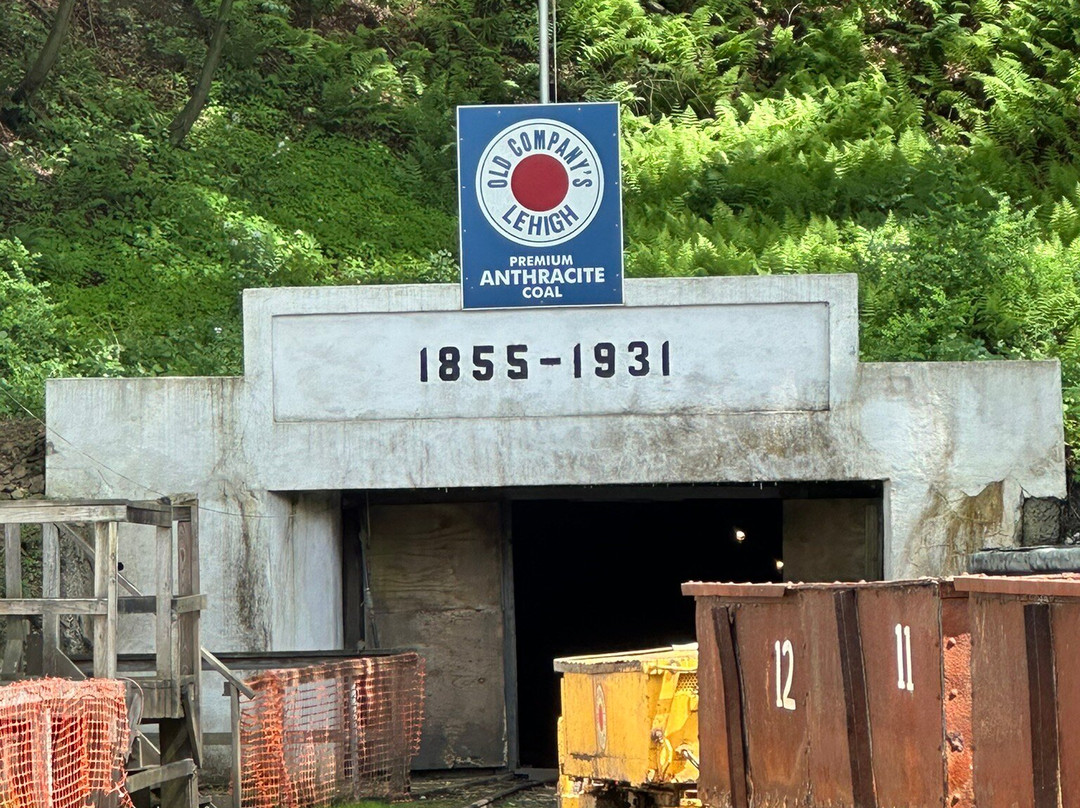 OLD COMPANY'S
LEHIGH
PREMIUM
ANTHRACITE
COAL
1855-1931
12
11